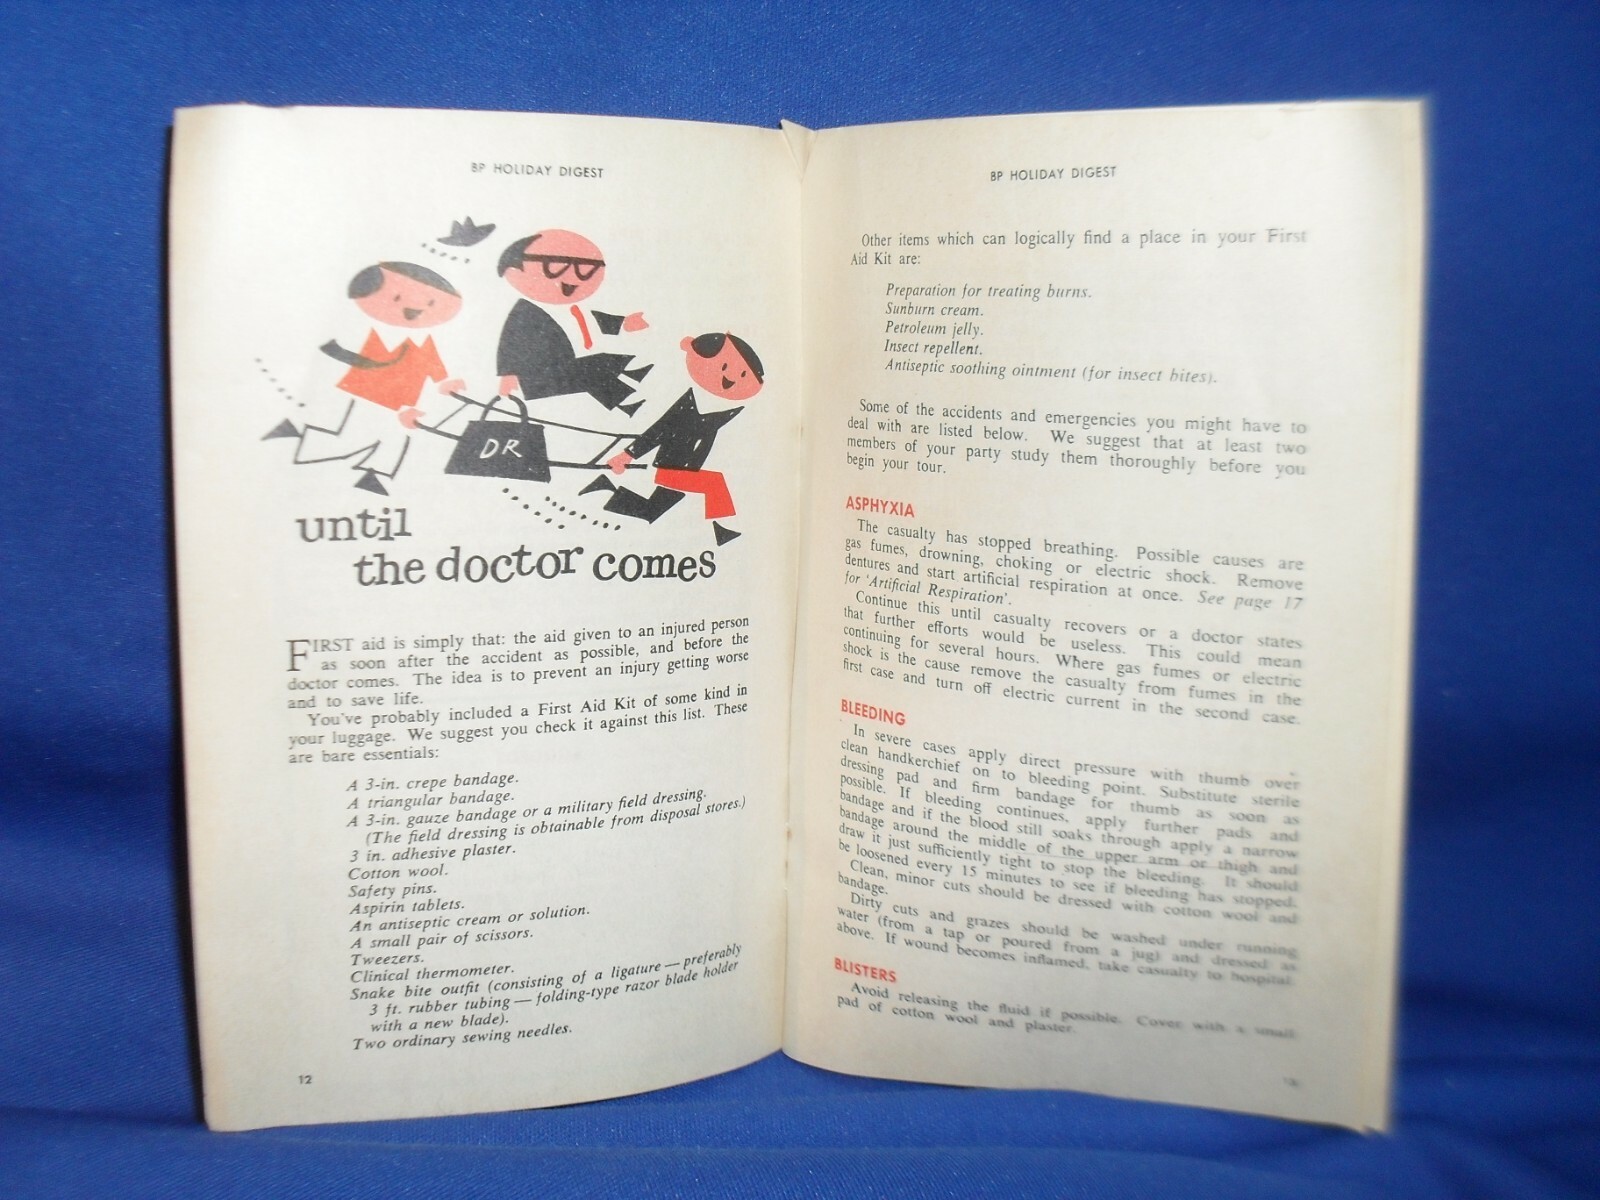 BP HOLIDAY DIGEST
DR
until
the doctor comes
FIRST aid is simply that: the aid given to an injured person
as soon after the accident as possible, and before the
doctor comes. The idea is to prevent an injury getting worse
and to save life.
You've probably included a First Aid Kit of some kind in
your luggage. We suggest you check it against this list. These
are bare essentials:
A 3-in. crepe bandage.
A triangular bandage.
A 3-in. gauze bandage or a military field dressing.
(The field dressing is obtainable from disposal stores.)
3 in. adhesive plaster.
Cotton wool.
Safety pins.
Aspirin tablets.
An antiseptic cream or solution.
A small pair of scissors.
Tweezers.
Clinical thermometer.
Snake bite outfit (consisting of a ligature — preferably
3 ft. rubber tubing — folding-type razor blade holder
with a new blade).
Two ordinary sewing needles.
12
BP HOLIDAY DIGEST
Other items which can logically find a place in your First
Aid Kit are:
Preparation for treating burns.
Sunburn cream.
Petroleum jelly.
Insect repellent.
Antiseptic soothing ointment (for insect bites).
Some of the accidents and emergencies you might have to
deal with are listed below. We suggest that at least two
members of your party study them thoroughly before you
begin your tour.
ASPHYXIA
The casualty has stopped breathing. Possible causes are
gas fumes, drowning, choking or electric shock. Remove
dentures and start artificial respiration at once. See page 17
for 'Artificial Respiration'.
Continue this until casualty recovers or a doctor states
that further efforts would be useless. This could mean
continuing for several hours. Where gas fumes or electric
shock is the cause remove the casualty from fumes in the
first case and turn off electric current in the second case.
BLEEDING
In severe cases apply direct pressure with thumb over
clean handkerchief on to bleeding point. Substitute sterile
dressing pad and firm bandage for thumb as soon as
possible. If bleeding continues, apply further pads and
bandage and if the blood still soaks through apply a narrow
bandage around the middle of the upper arm or thigh and
draw it just sufficiently tight to stop the bleeding. It should
be loosened every 15 minutes to see if bleeding has stopped.
Clean, minor cuts should be dressed with cotton wool and
bandage.
Dirty cuts and grazes should be washed under running
water (from a tap or poured from a jug) and dressed as
above. If wound becomes inflamed, take casualty to hospital.
BLISTERS
Avoid releasing the fluid if possible. Cover with a small
pad of cotton wool and plaster.